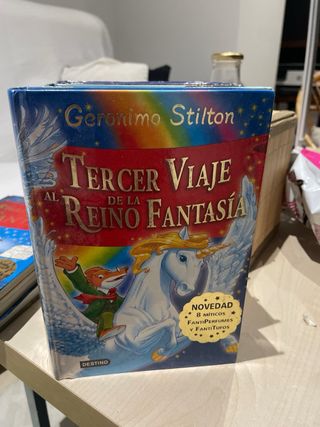 Geronimo Stilton
TERCER VIAJE
AL REINO DE LA FANTASÍA
NOVEDAD
8 MÍTICOS
FANTIPERFUMES
Y FANTITUFOS
DESTINO